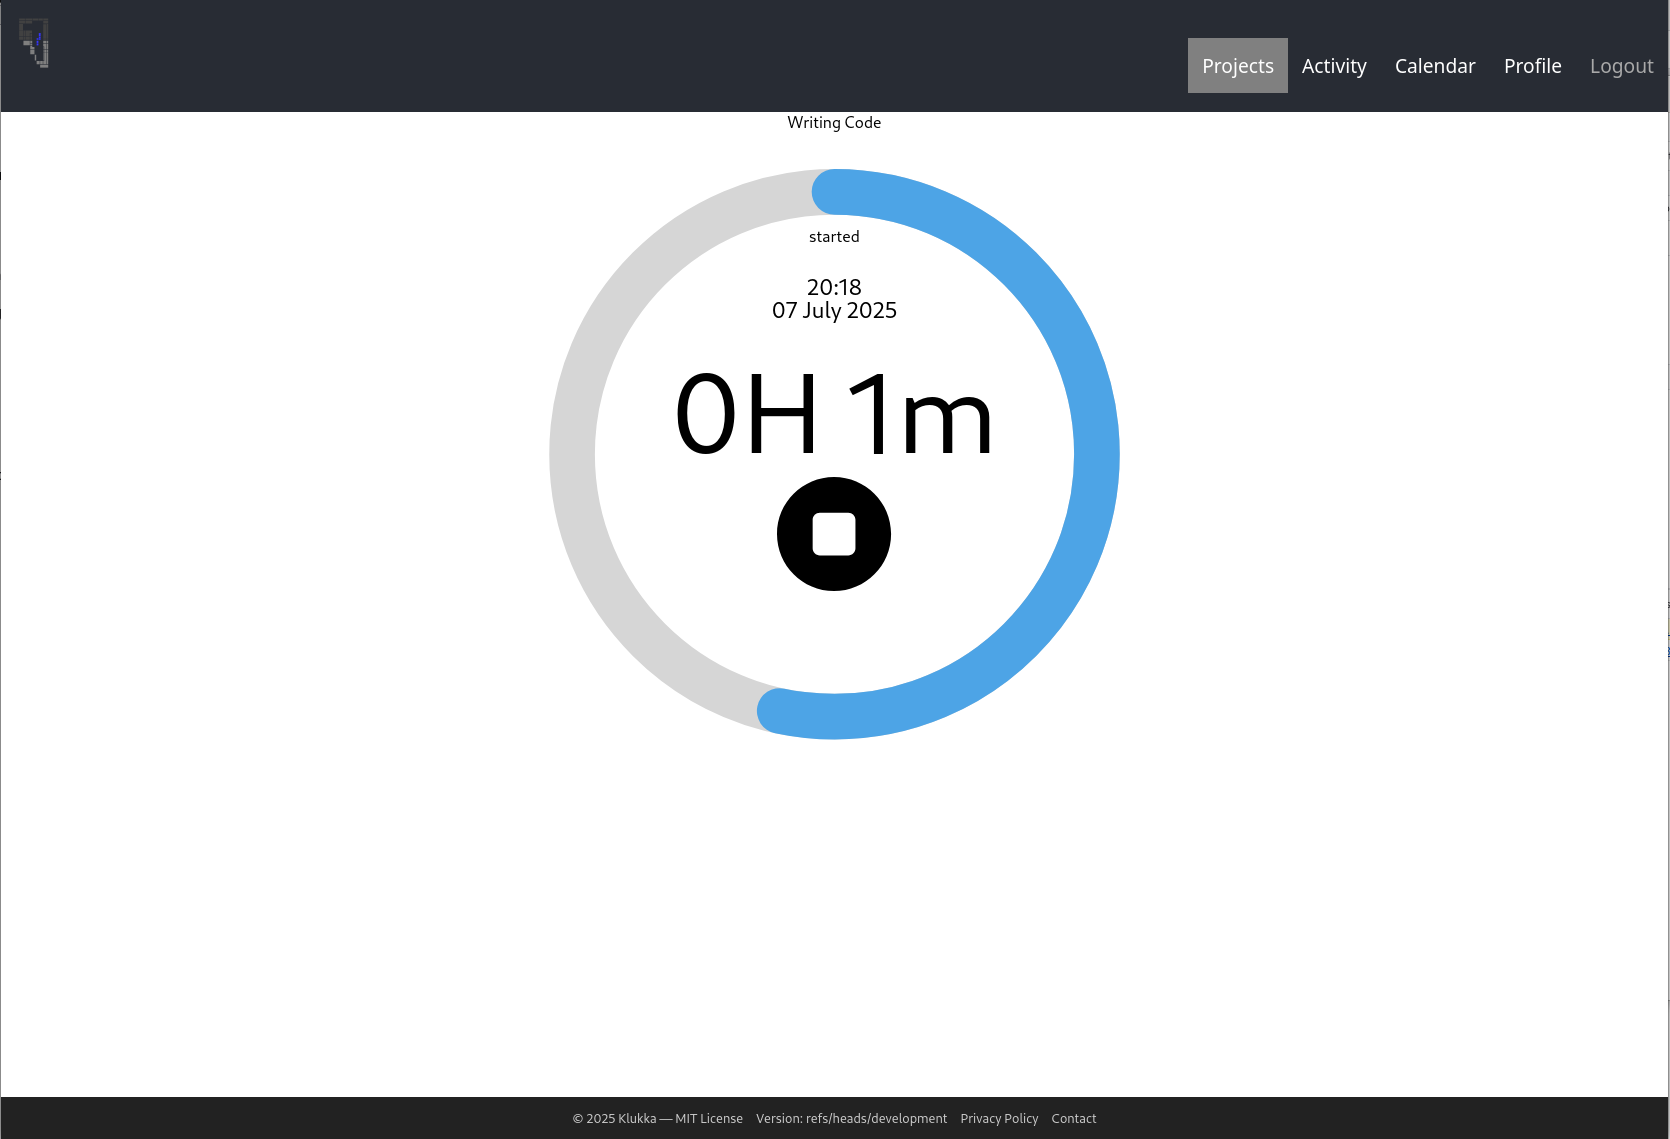 Projects Activity Calendar Profile Logout
Writing Code
started
20:18
07 July 2025
0H 1m
© 2025 Klukka — MIT License Version: refs/heads/development Privacy Policy Contact